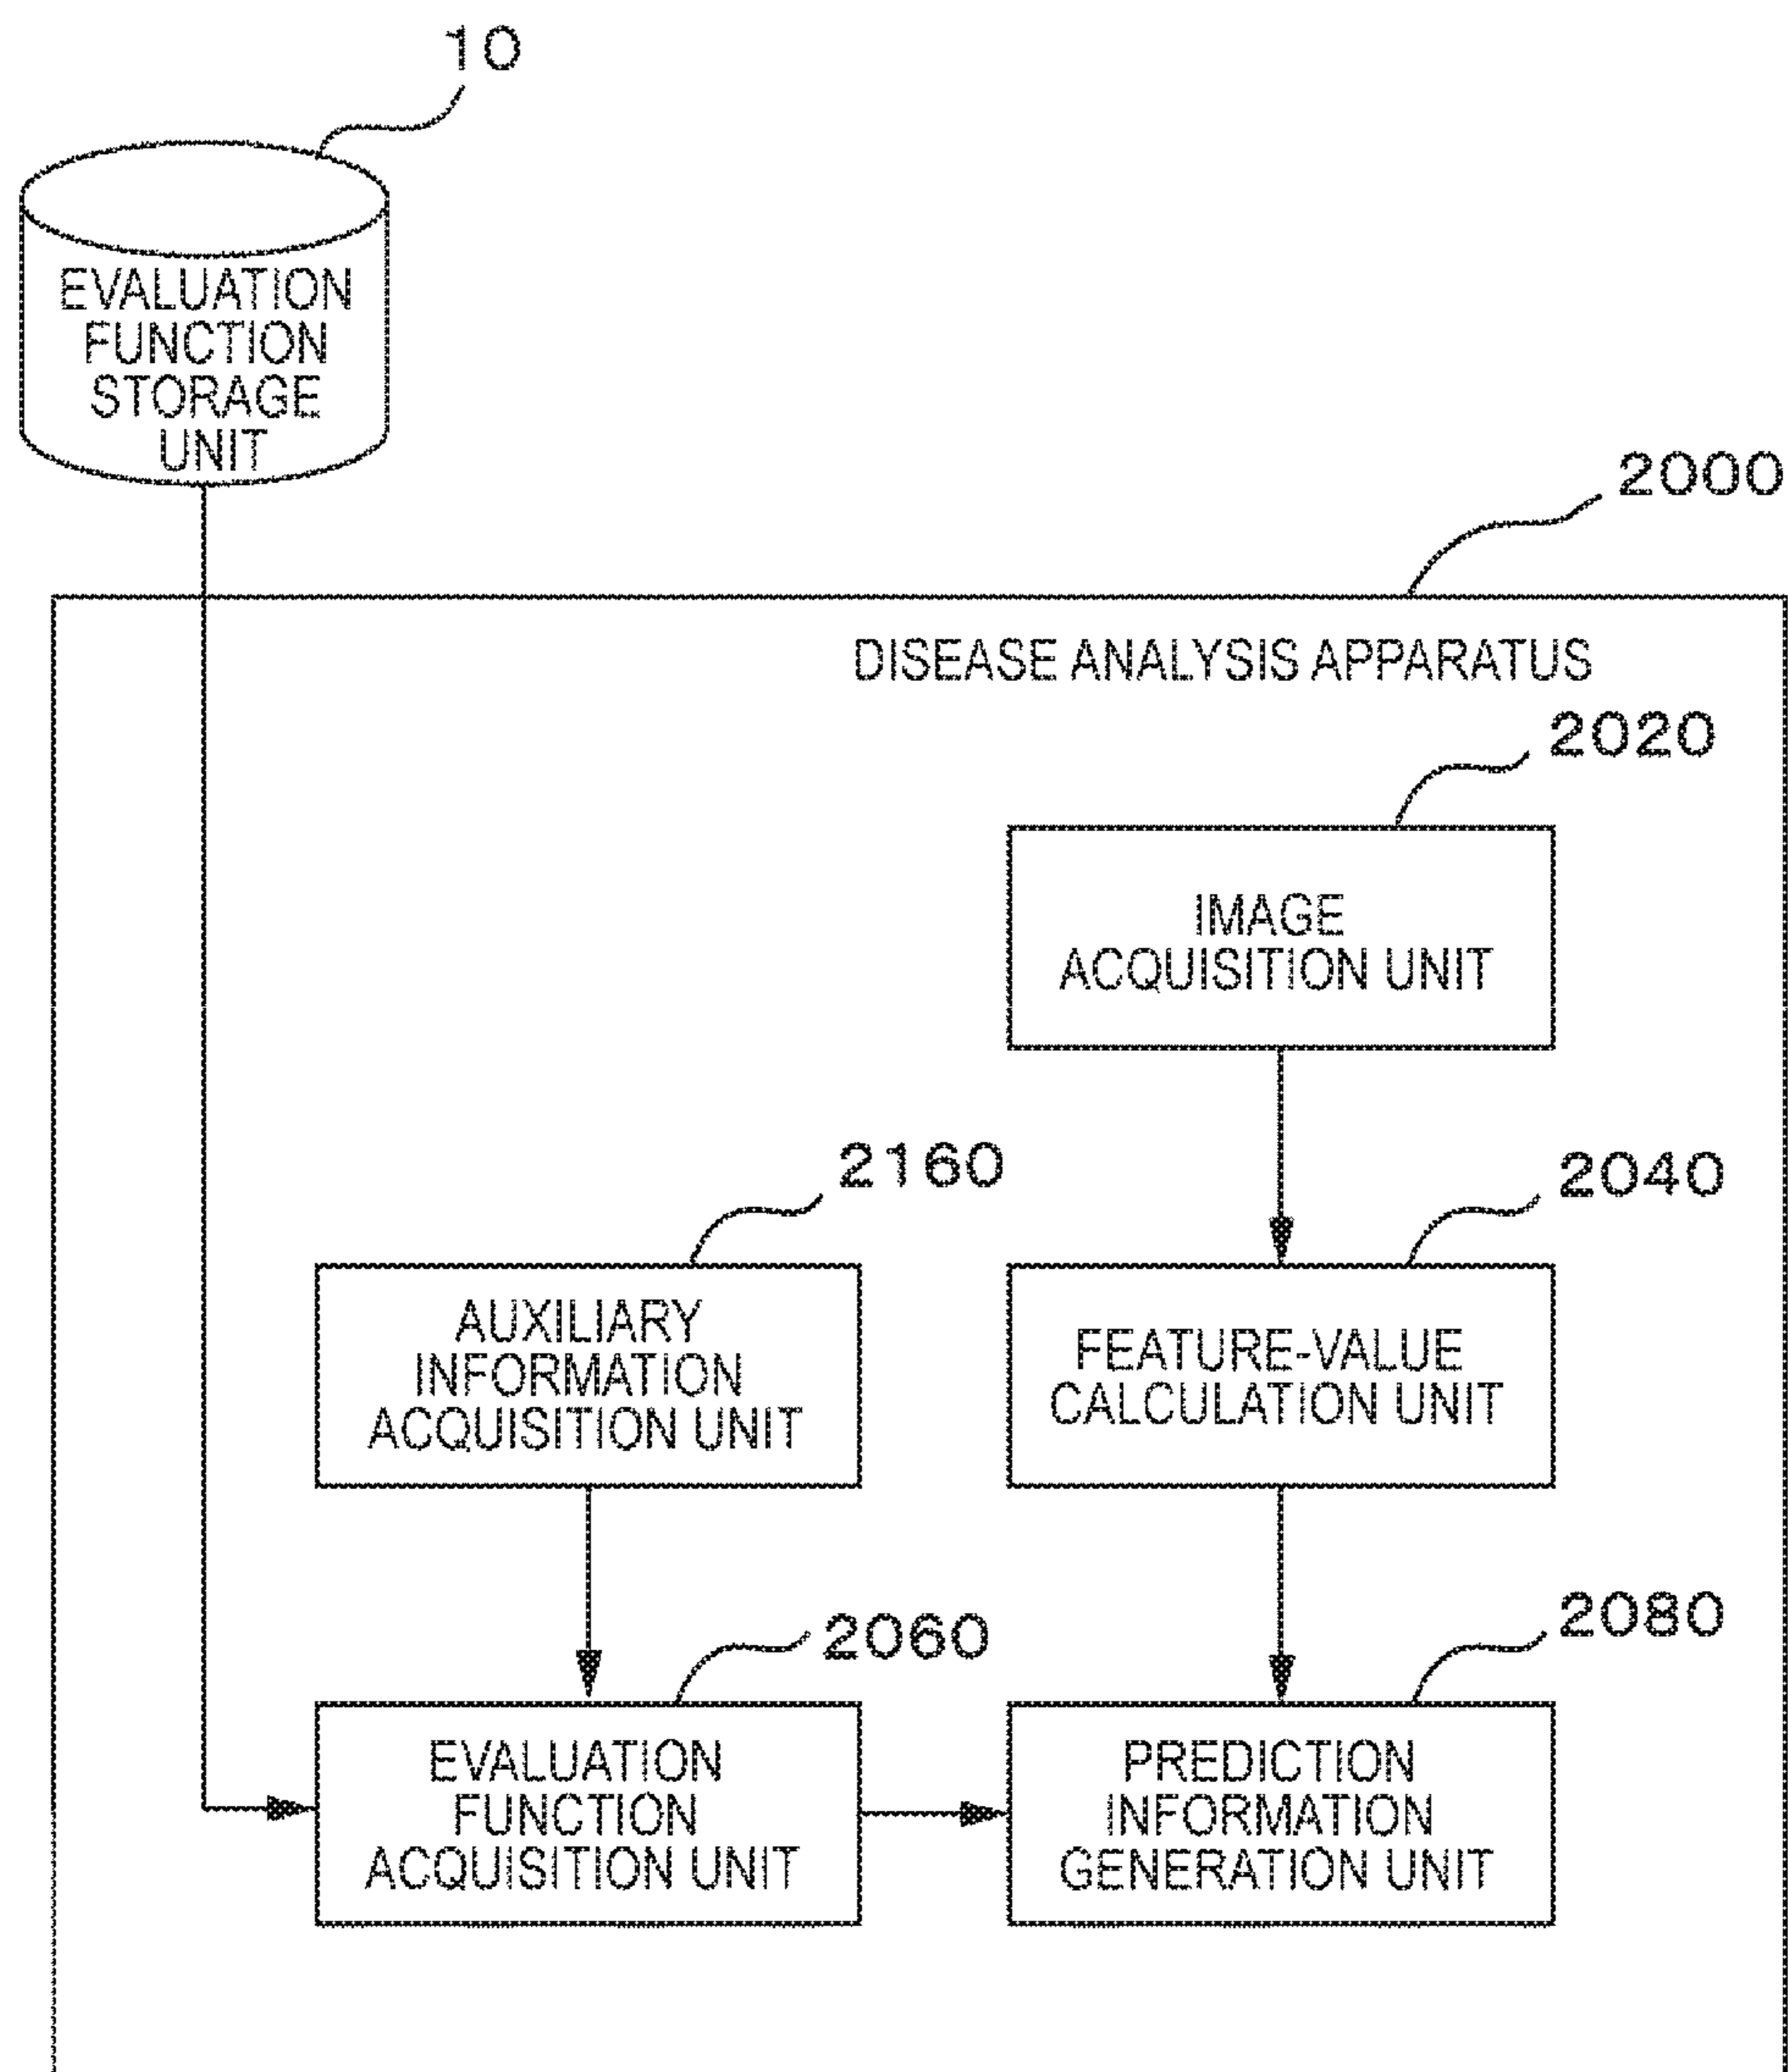 10
EVALUATION
FUNCTION
STORAGE
UNIT
2000
DISEASE ANALYSIS APPARATUS
2020
IMAGE
ACQUISITION UNIT
2160
2040
AUXILIARY
INFORMATION
ACQUISITION UNIT
FEATURE-VALUE
CALCULATION UNIT
2060
2080
EVALUATION
FUNCTION
ACQUISITION UNIT
PREDICTION
INFORMATION
GENERATION UNIT